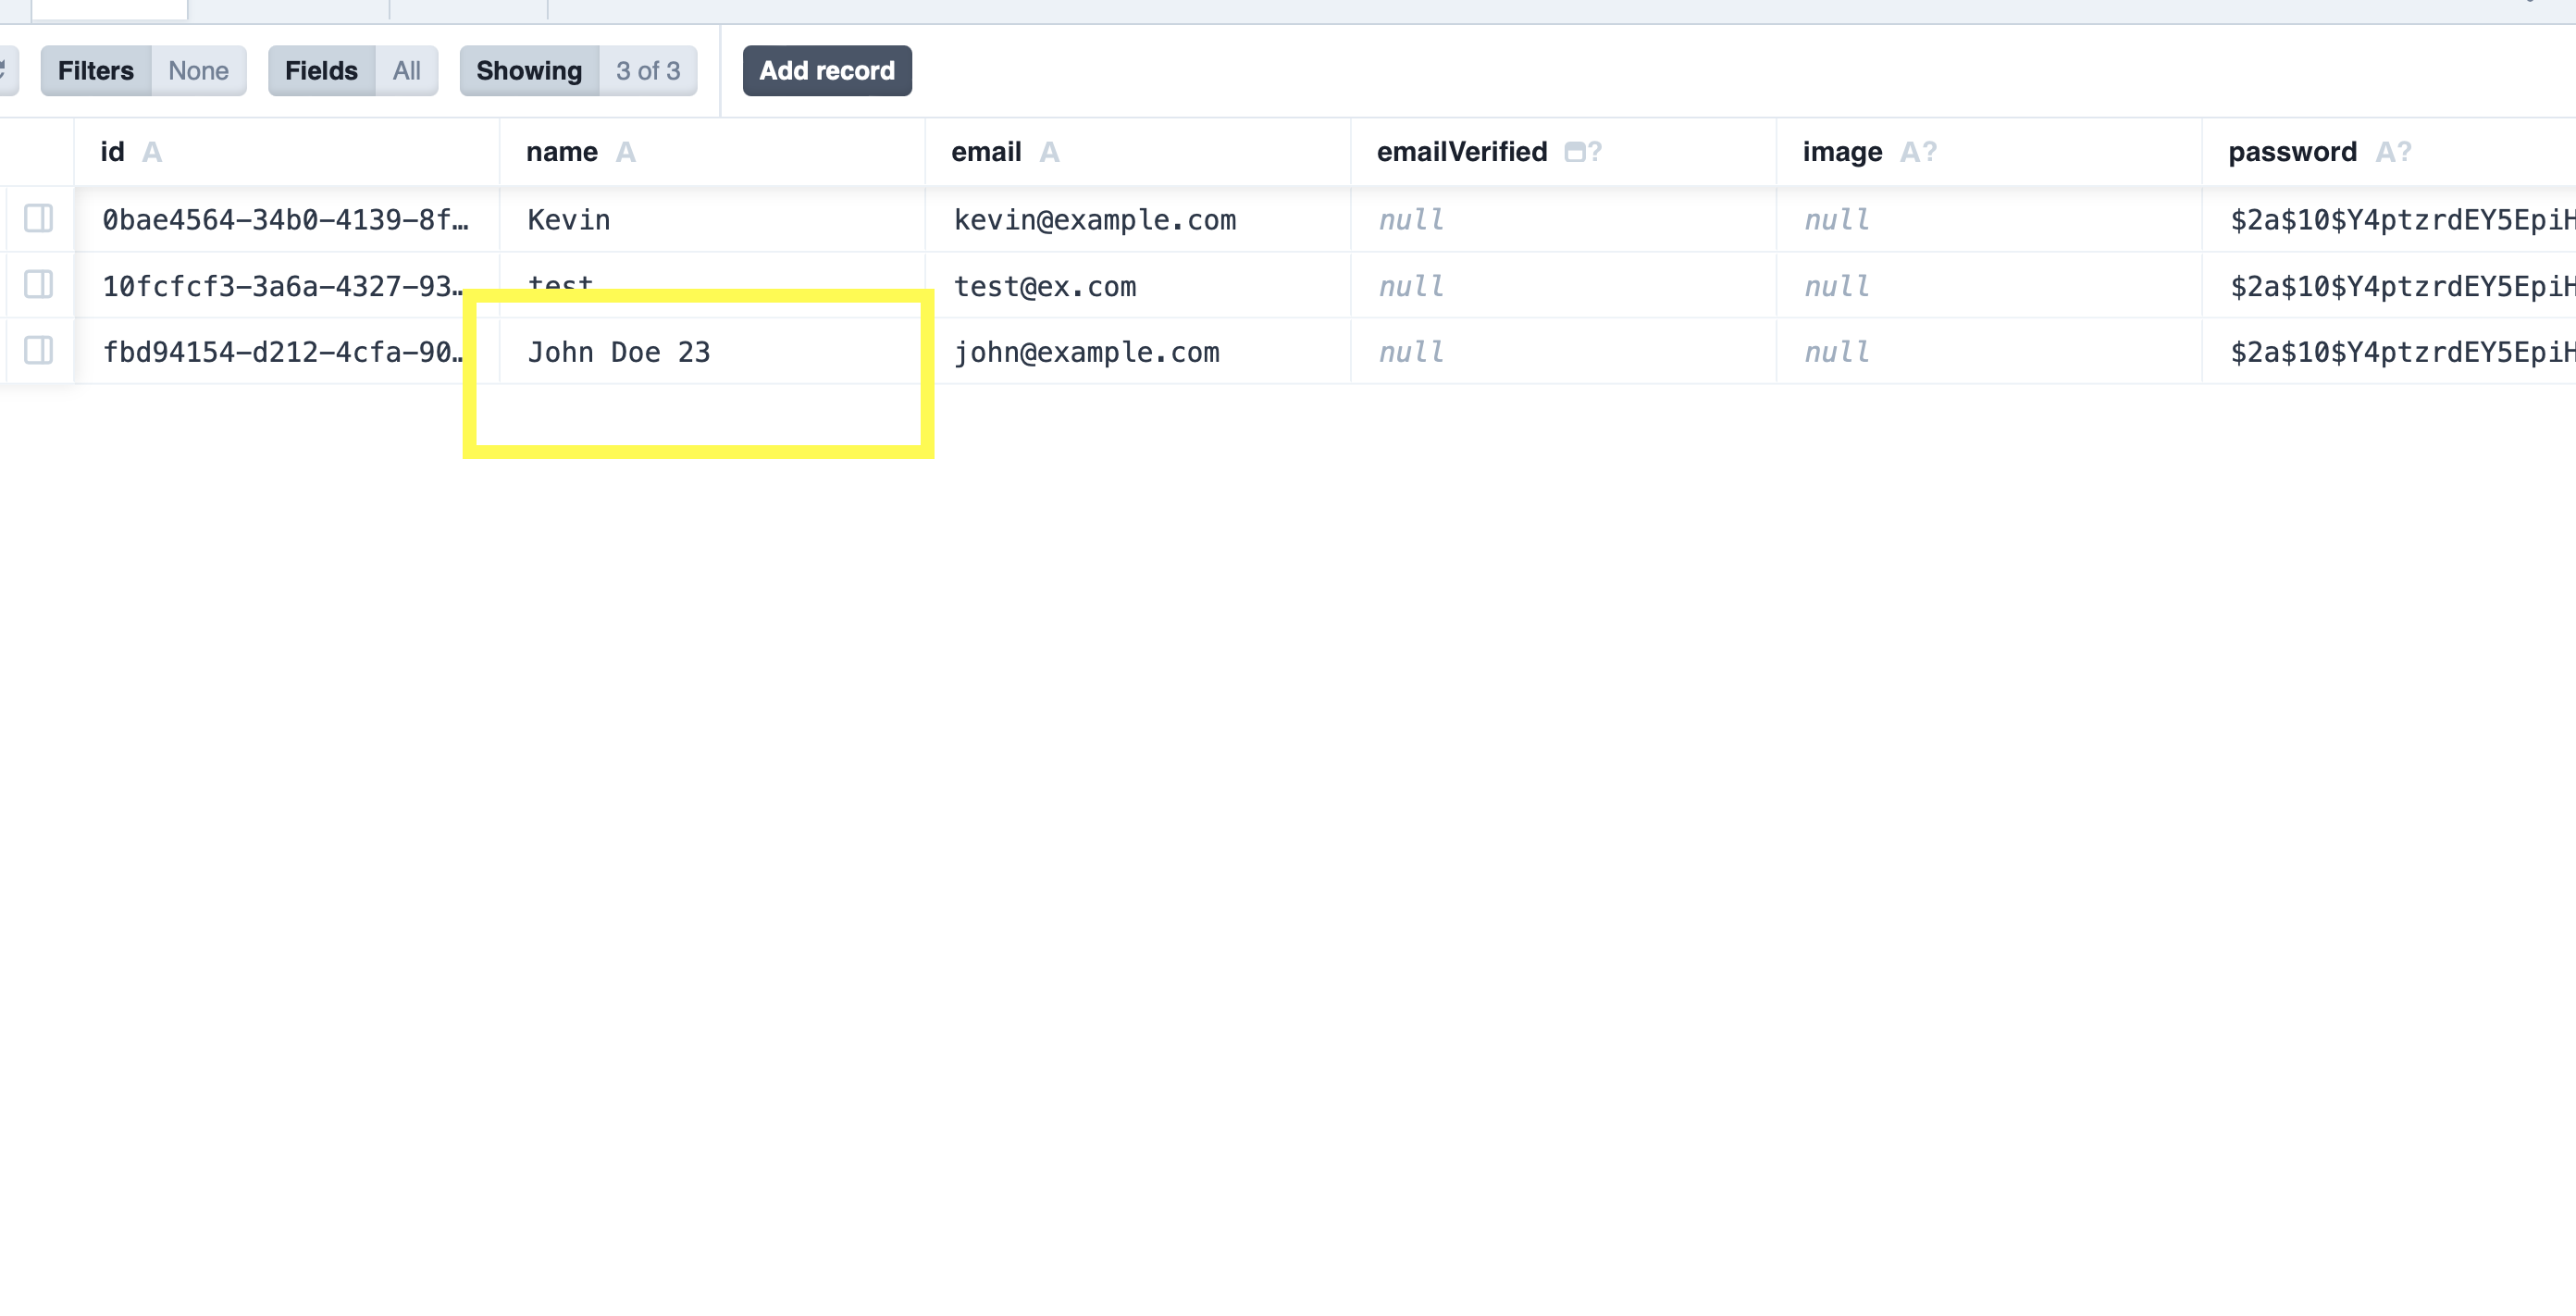 Filters None Fields All Showing 3 of 3 Add record
id A name A email A emailVerified ? image A? password A?
0bae4564-34b0-4139-8f… Kevin kevin@example.com null null $2a$10$Y4ptzrdEY5EpiH
10fcfcf3-3a6a-4327-93… test test@ex.com null null $2a$10$Y4ptzrdEY5EpiH
fbd94154-d212-4cfa-90… John Doe 23 john@example.com null null $2a$10$Y4ptzrdEY5EpiH